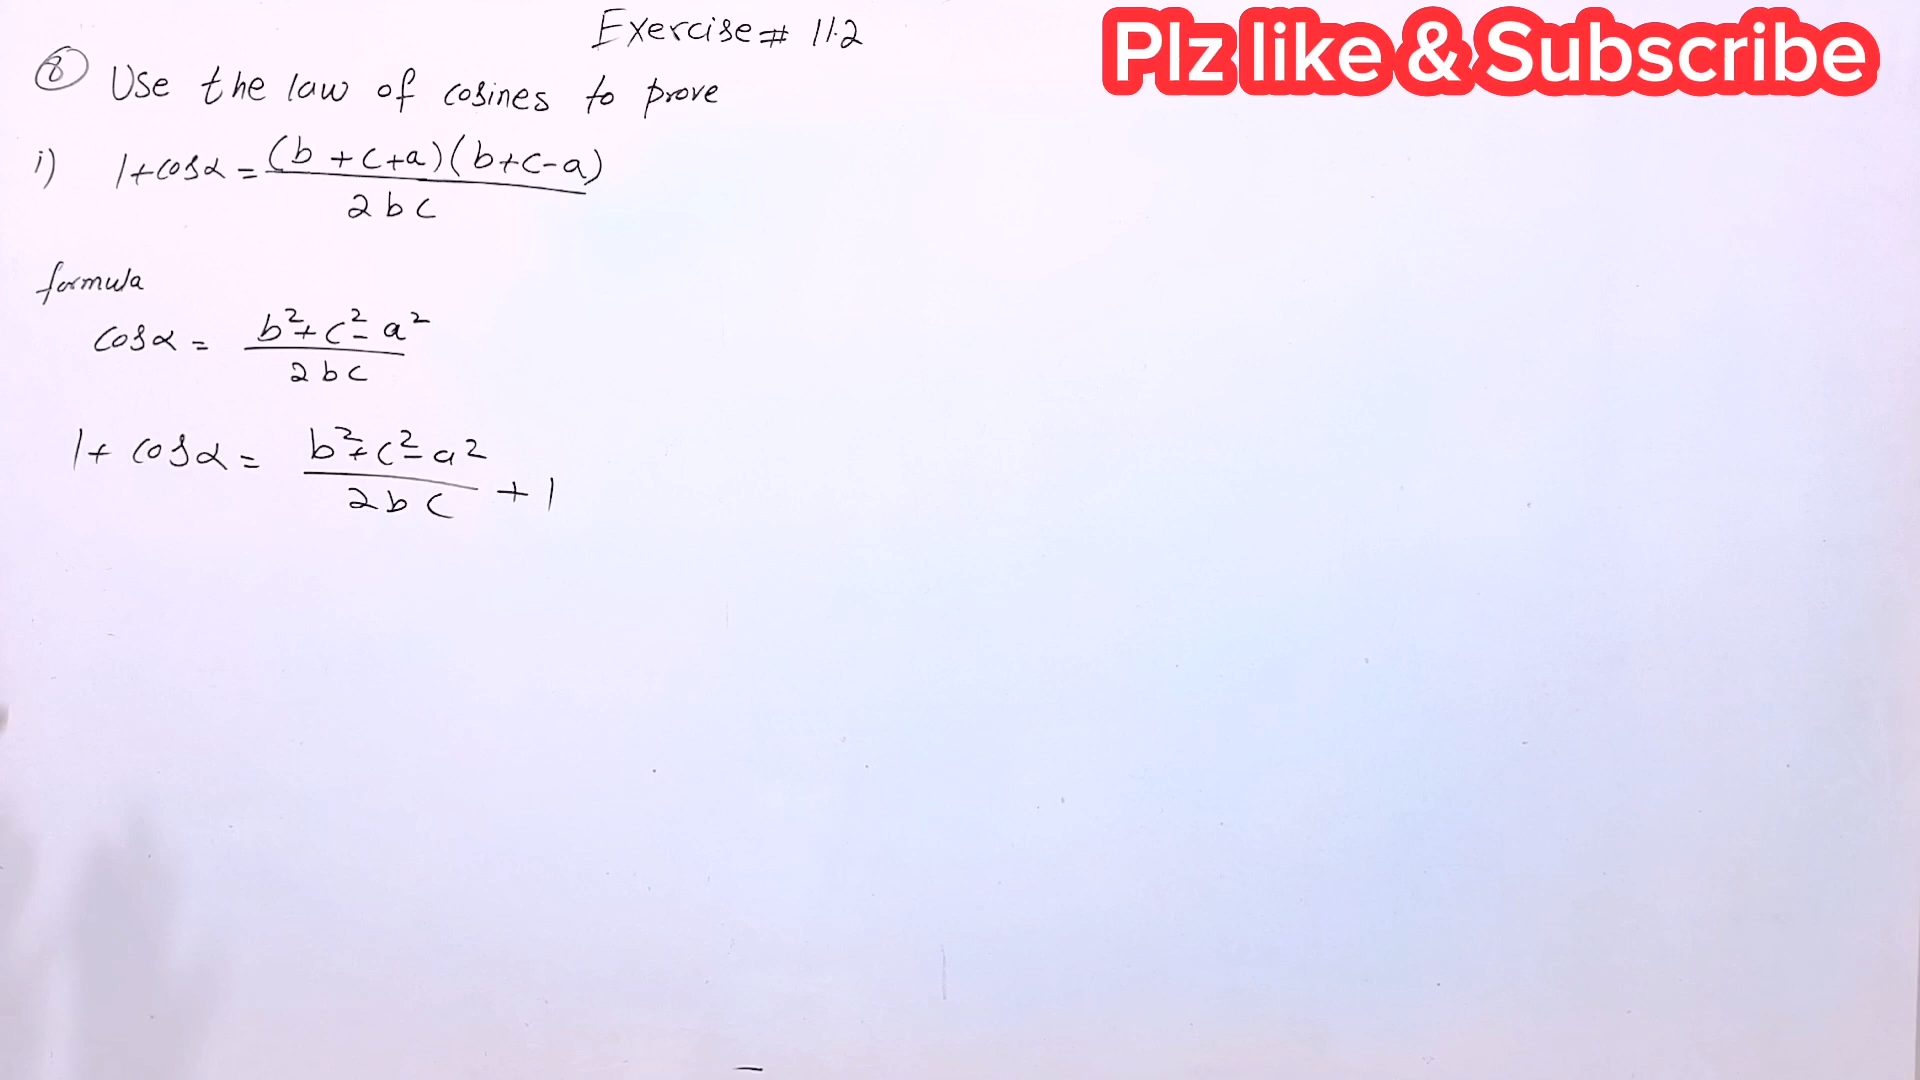 Exercise # 11.2
Plz like & Subscribe
⑧ Use the law of cosines to prove
i) 1+cosα = (b+c+a)(b+c-a) / 2bc
formula
cosα = b²+c²-a² / 2bc
1+cosα = b²+c²-a² / 2bc + 1